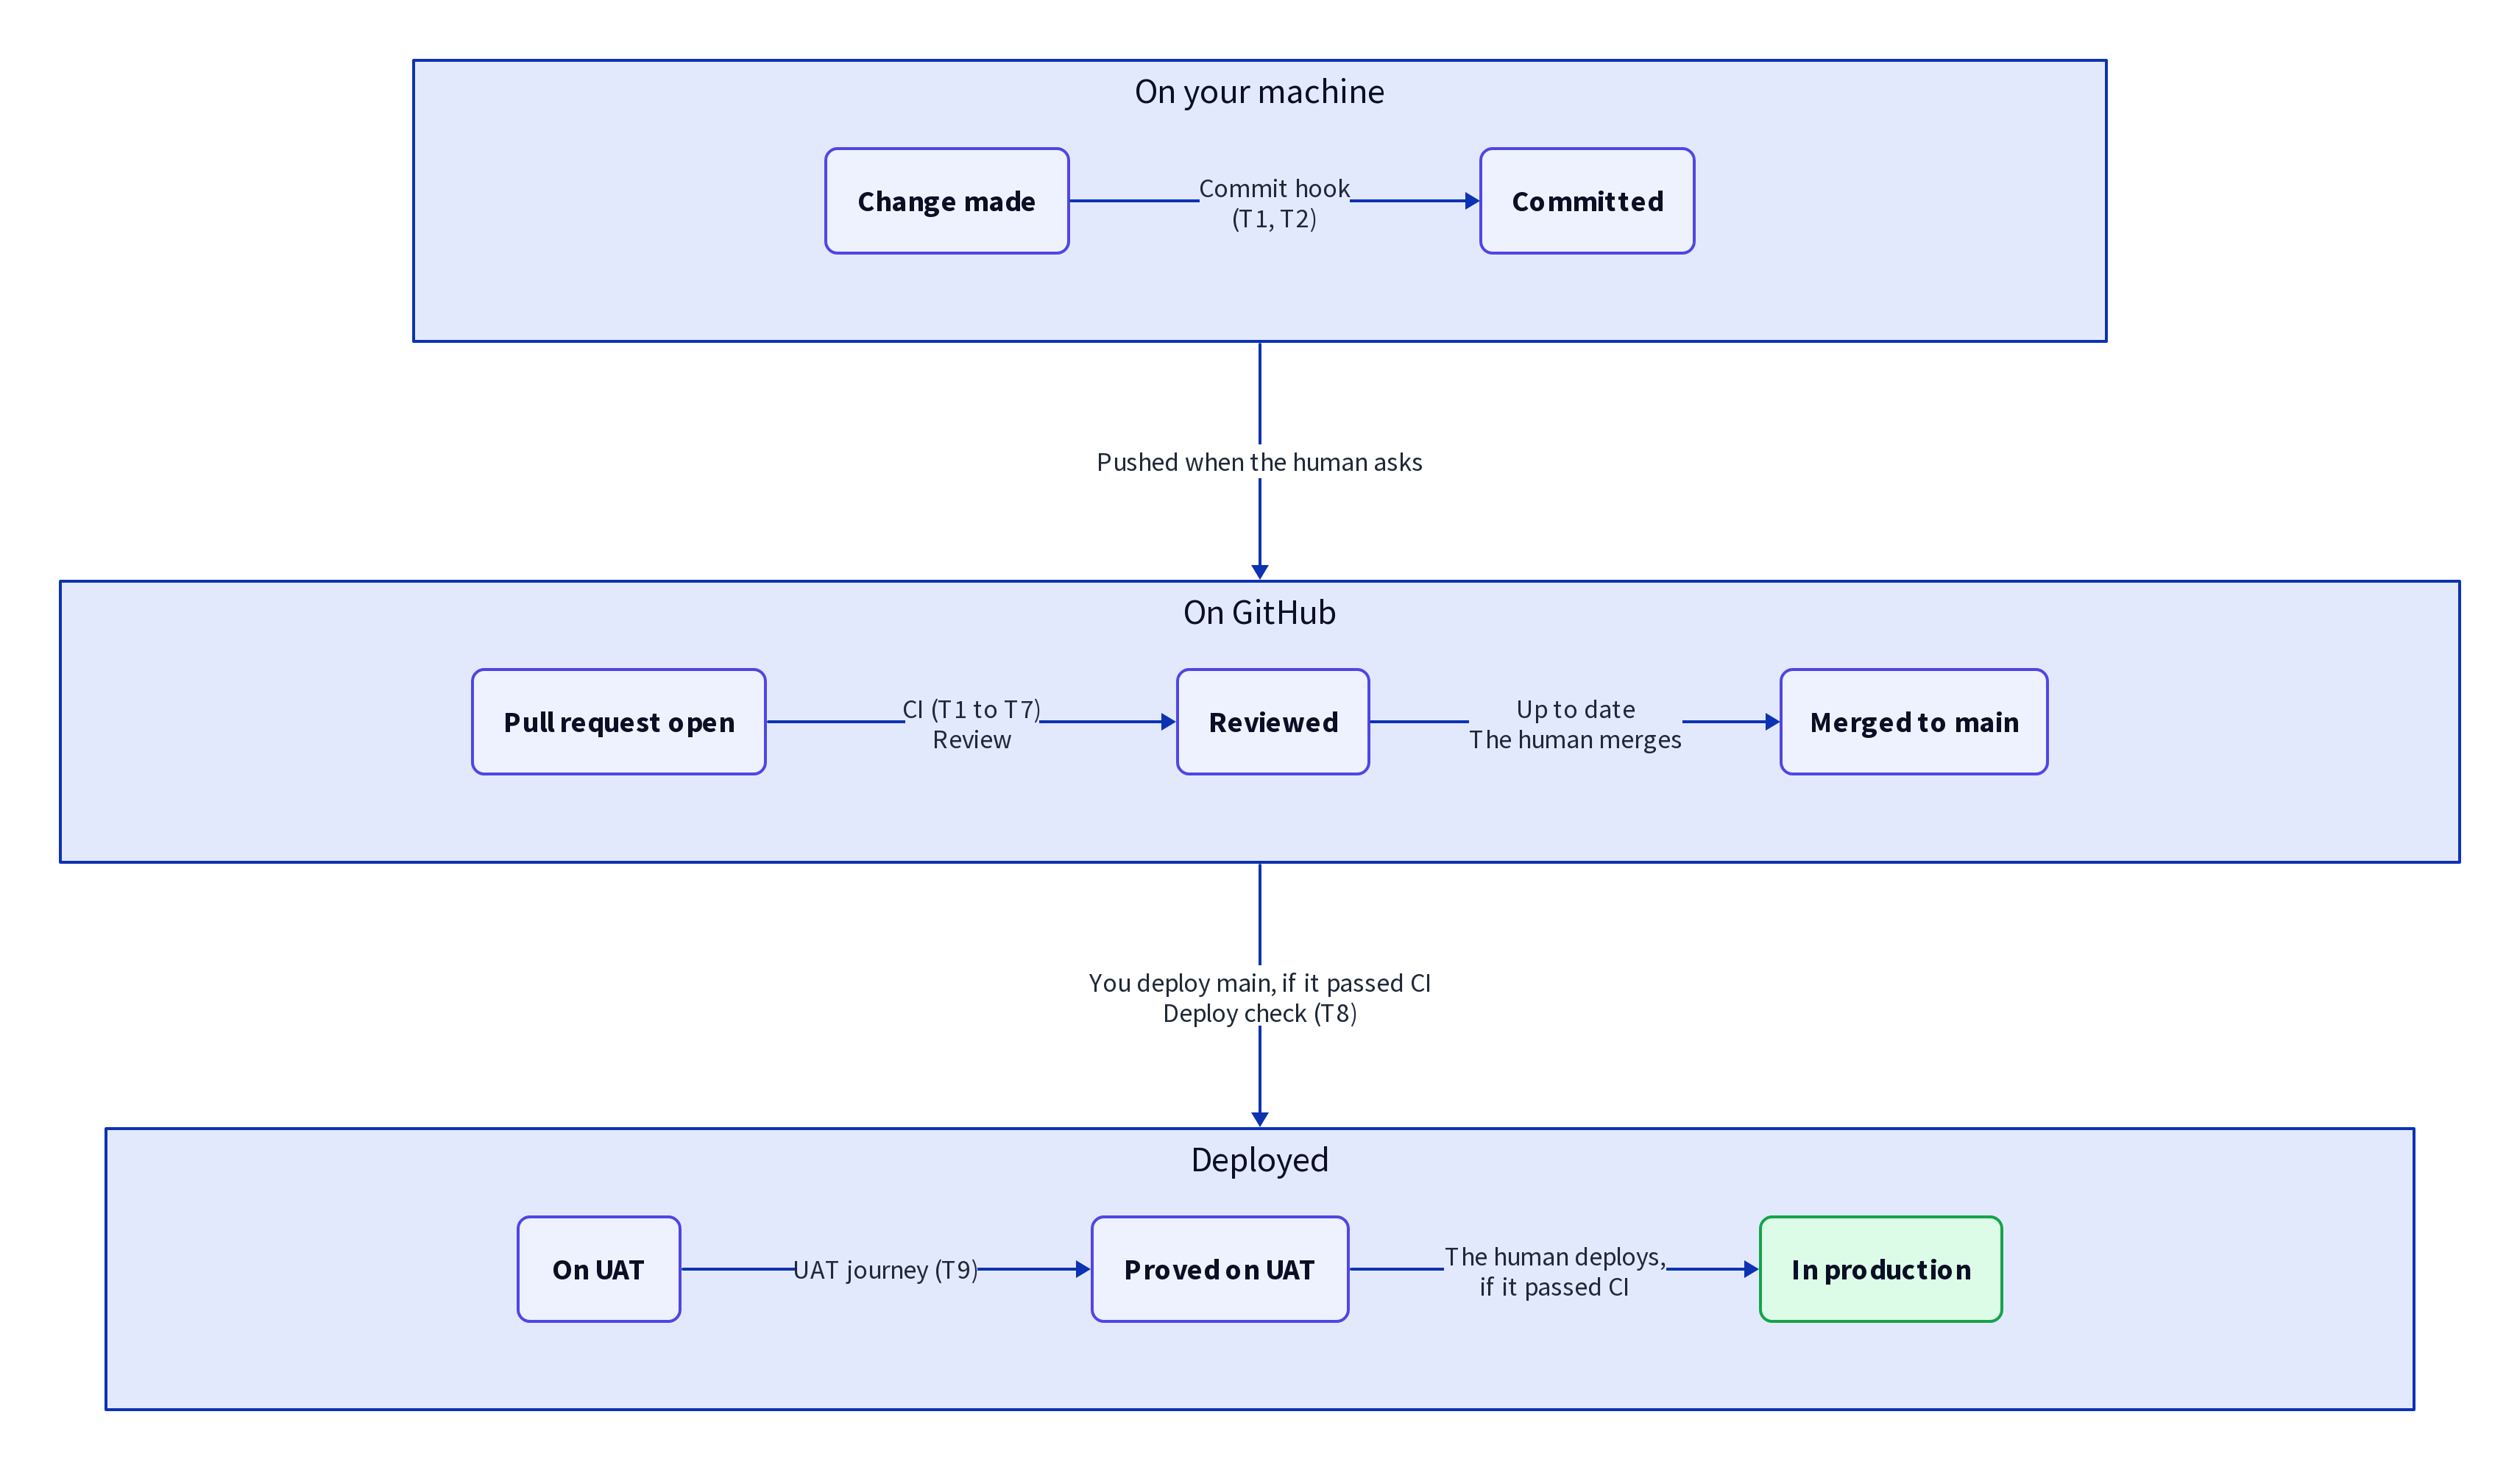 On your machine
Change made
Commit hook
(T1, T2)
Committed
Pushed when the human asks
On GitHub
Pull request open
CI (T1 to T7)
Review
Reviewed
Up to date
The human merges
Merged to main
You deploy main, if it passed CI
Deploy check (T8)
Deployed
On UAT
UAT journey (T9)
Proved on UAT
The human deploys,
if it passed CI
In production